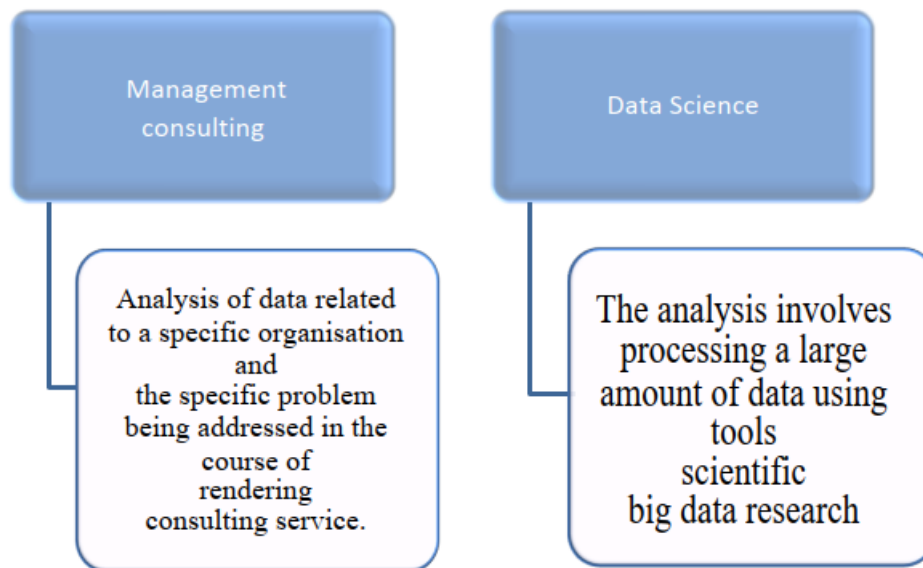 Management
consulting
Data Science
Analysis of data related
to a specific organisation
and
the specific problem
being addressed in the
course of
rendering
consulting service.
The analysis involves
processing a large
amount of data using
tools
scientific
big data research